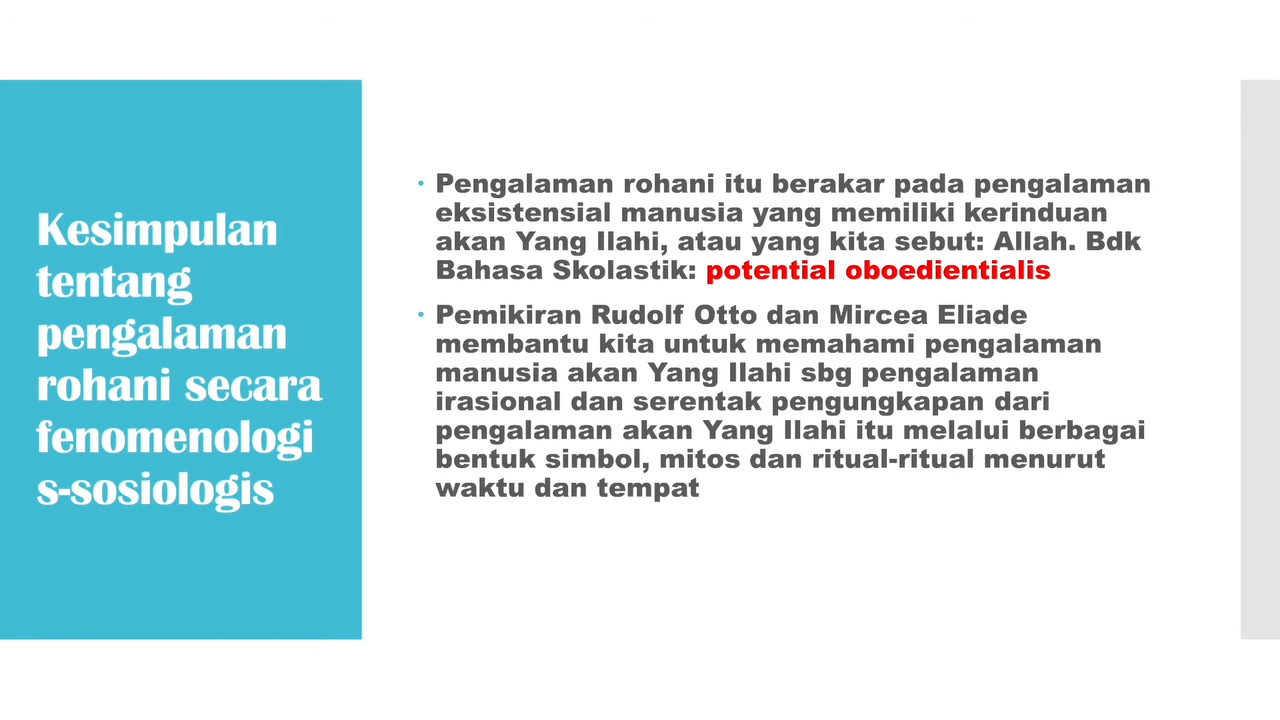 Kesimpulan
tentang
pengalaman
rohani secara
fenomenologi
s-sosiologis
• Pengalaman rohani itu berakar pada pengalaman
eksistensial manusia yang memiliki kerinduan
akan Yang Ilahi, atau yang kita sebut: Allah. Bdk
Bahasa Skolastik: potential oboedientialis
• Pemikiran Rudolf Otto dan Mircea Eliade
membantu kita untuk memahami pengalaman
manusia akan Yang Ilahi sbg pengalaman
irasional dan serentak pengungkapan dari
pengalaman akan Yang Ilahi itu melalui berbagai
bentuk simbol, mitos dan ritual-ritual menurut
waktu dan tempat